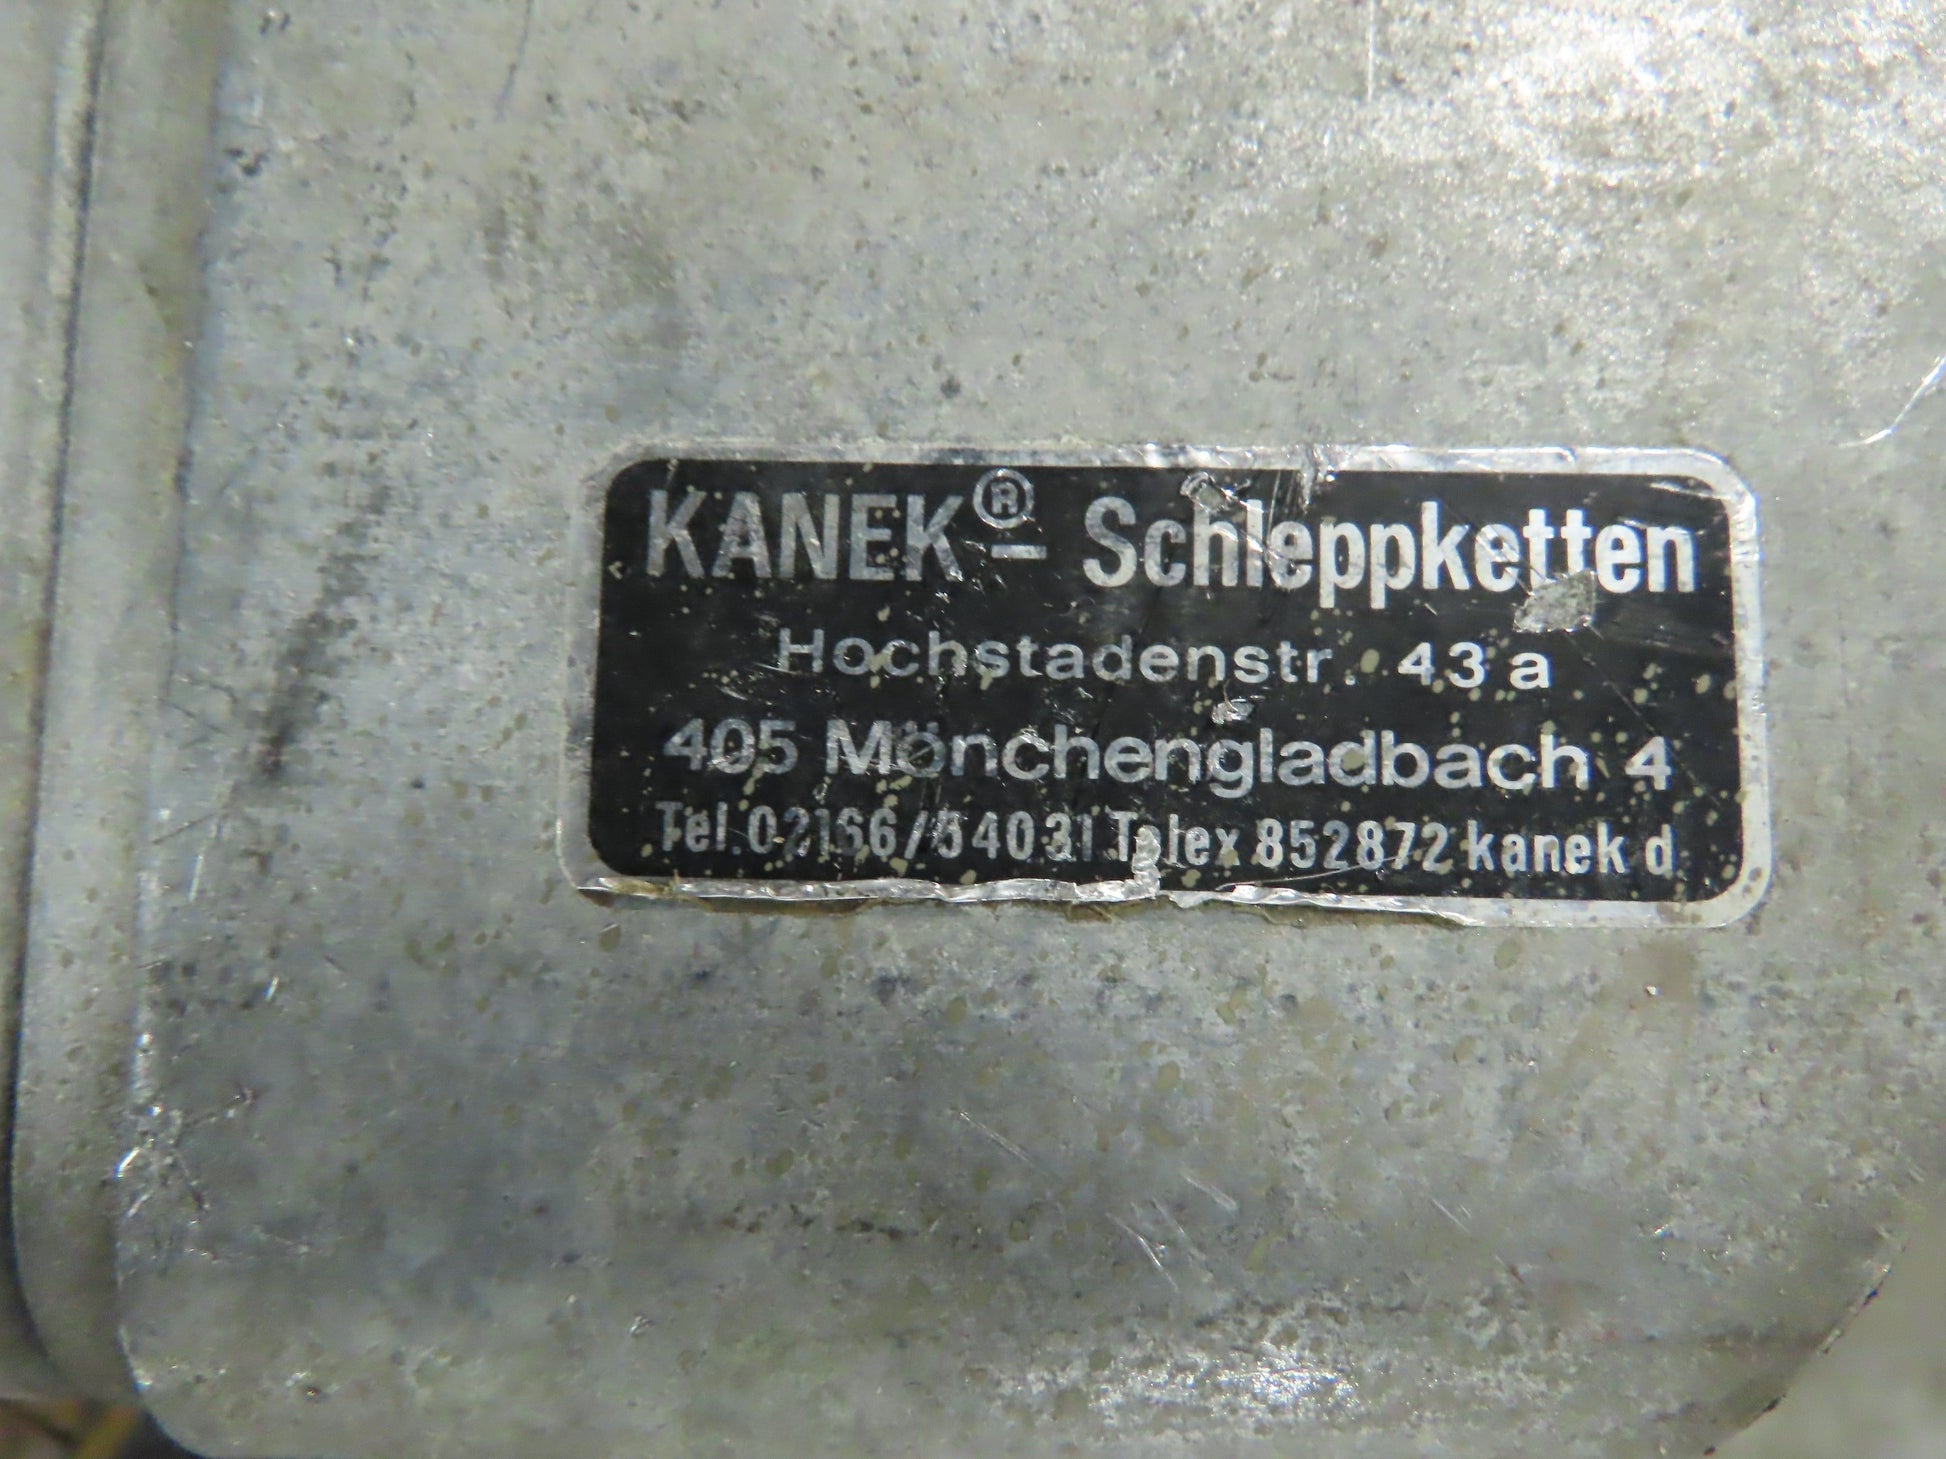 KANEK® - Schleppketten
Hochstadenstr. 43 a
405 Mönchengladbach 4
Tel. 02166/54031 Telex 852872 kanek d